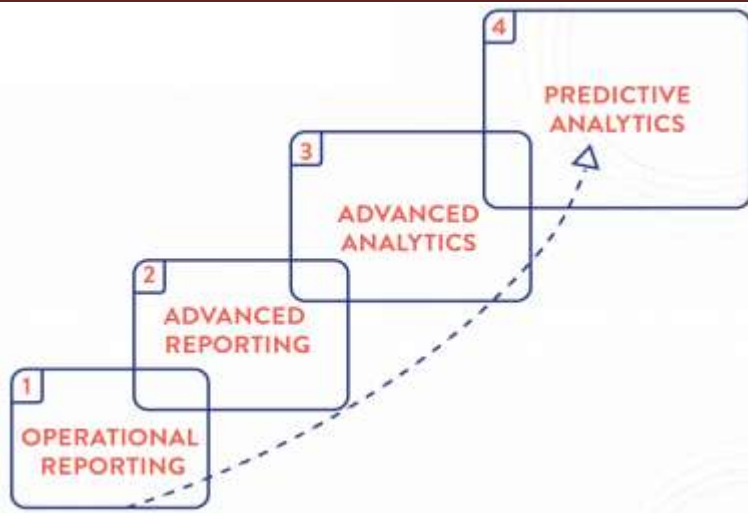 4
PREDICTIVE
ANALYTICS
3
ADVANCED
ANALYTICS
2
ADVANCED
REPORTING
1
OPERATIONAL
REPORTING